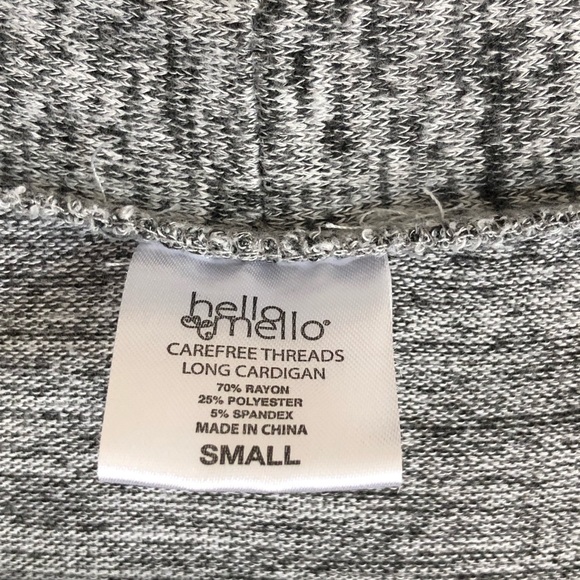 hello
mello®
CAREFREE THREADS
LONG CARDIGAN
70% RAYON
25% POLYESTER
5% SPANDEX
MADE IN CHINA
SMALL